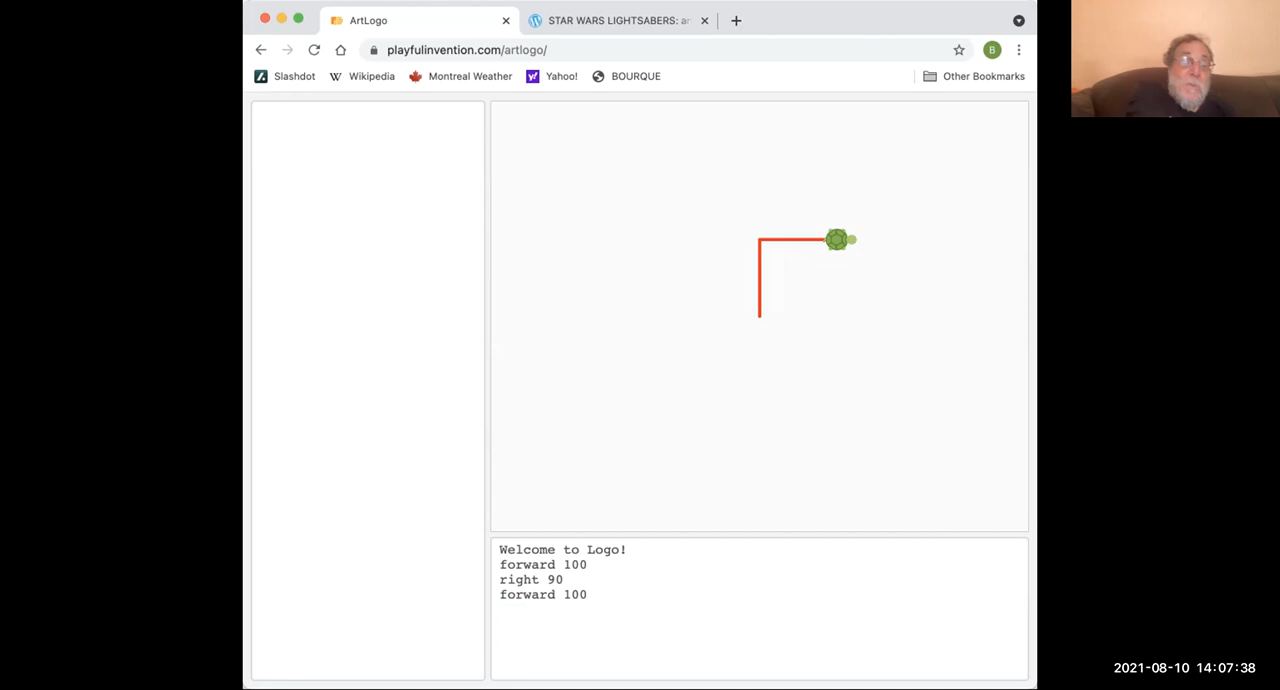 ArtLogo
STAR WARS LIGHTSABERS: ar
playfulinvention.com/artlogo/
B
Slashdot
W Wikipedia
Montreal Weather
y! Yahoo!
BOURQUE
Other Bookmarks
Welcome to Logo!
forward 100
right 90
forward 100
2021-08-10 14:07:38